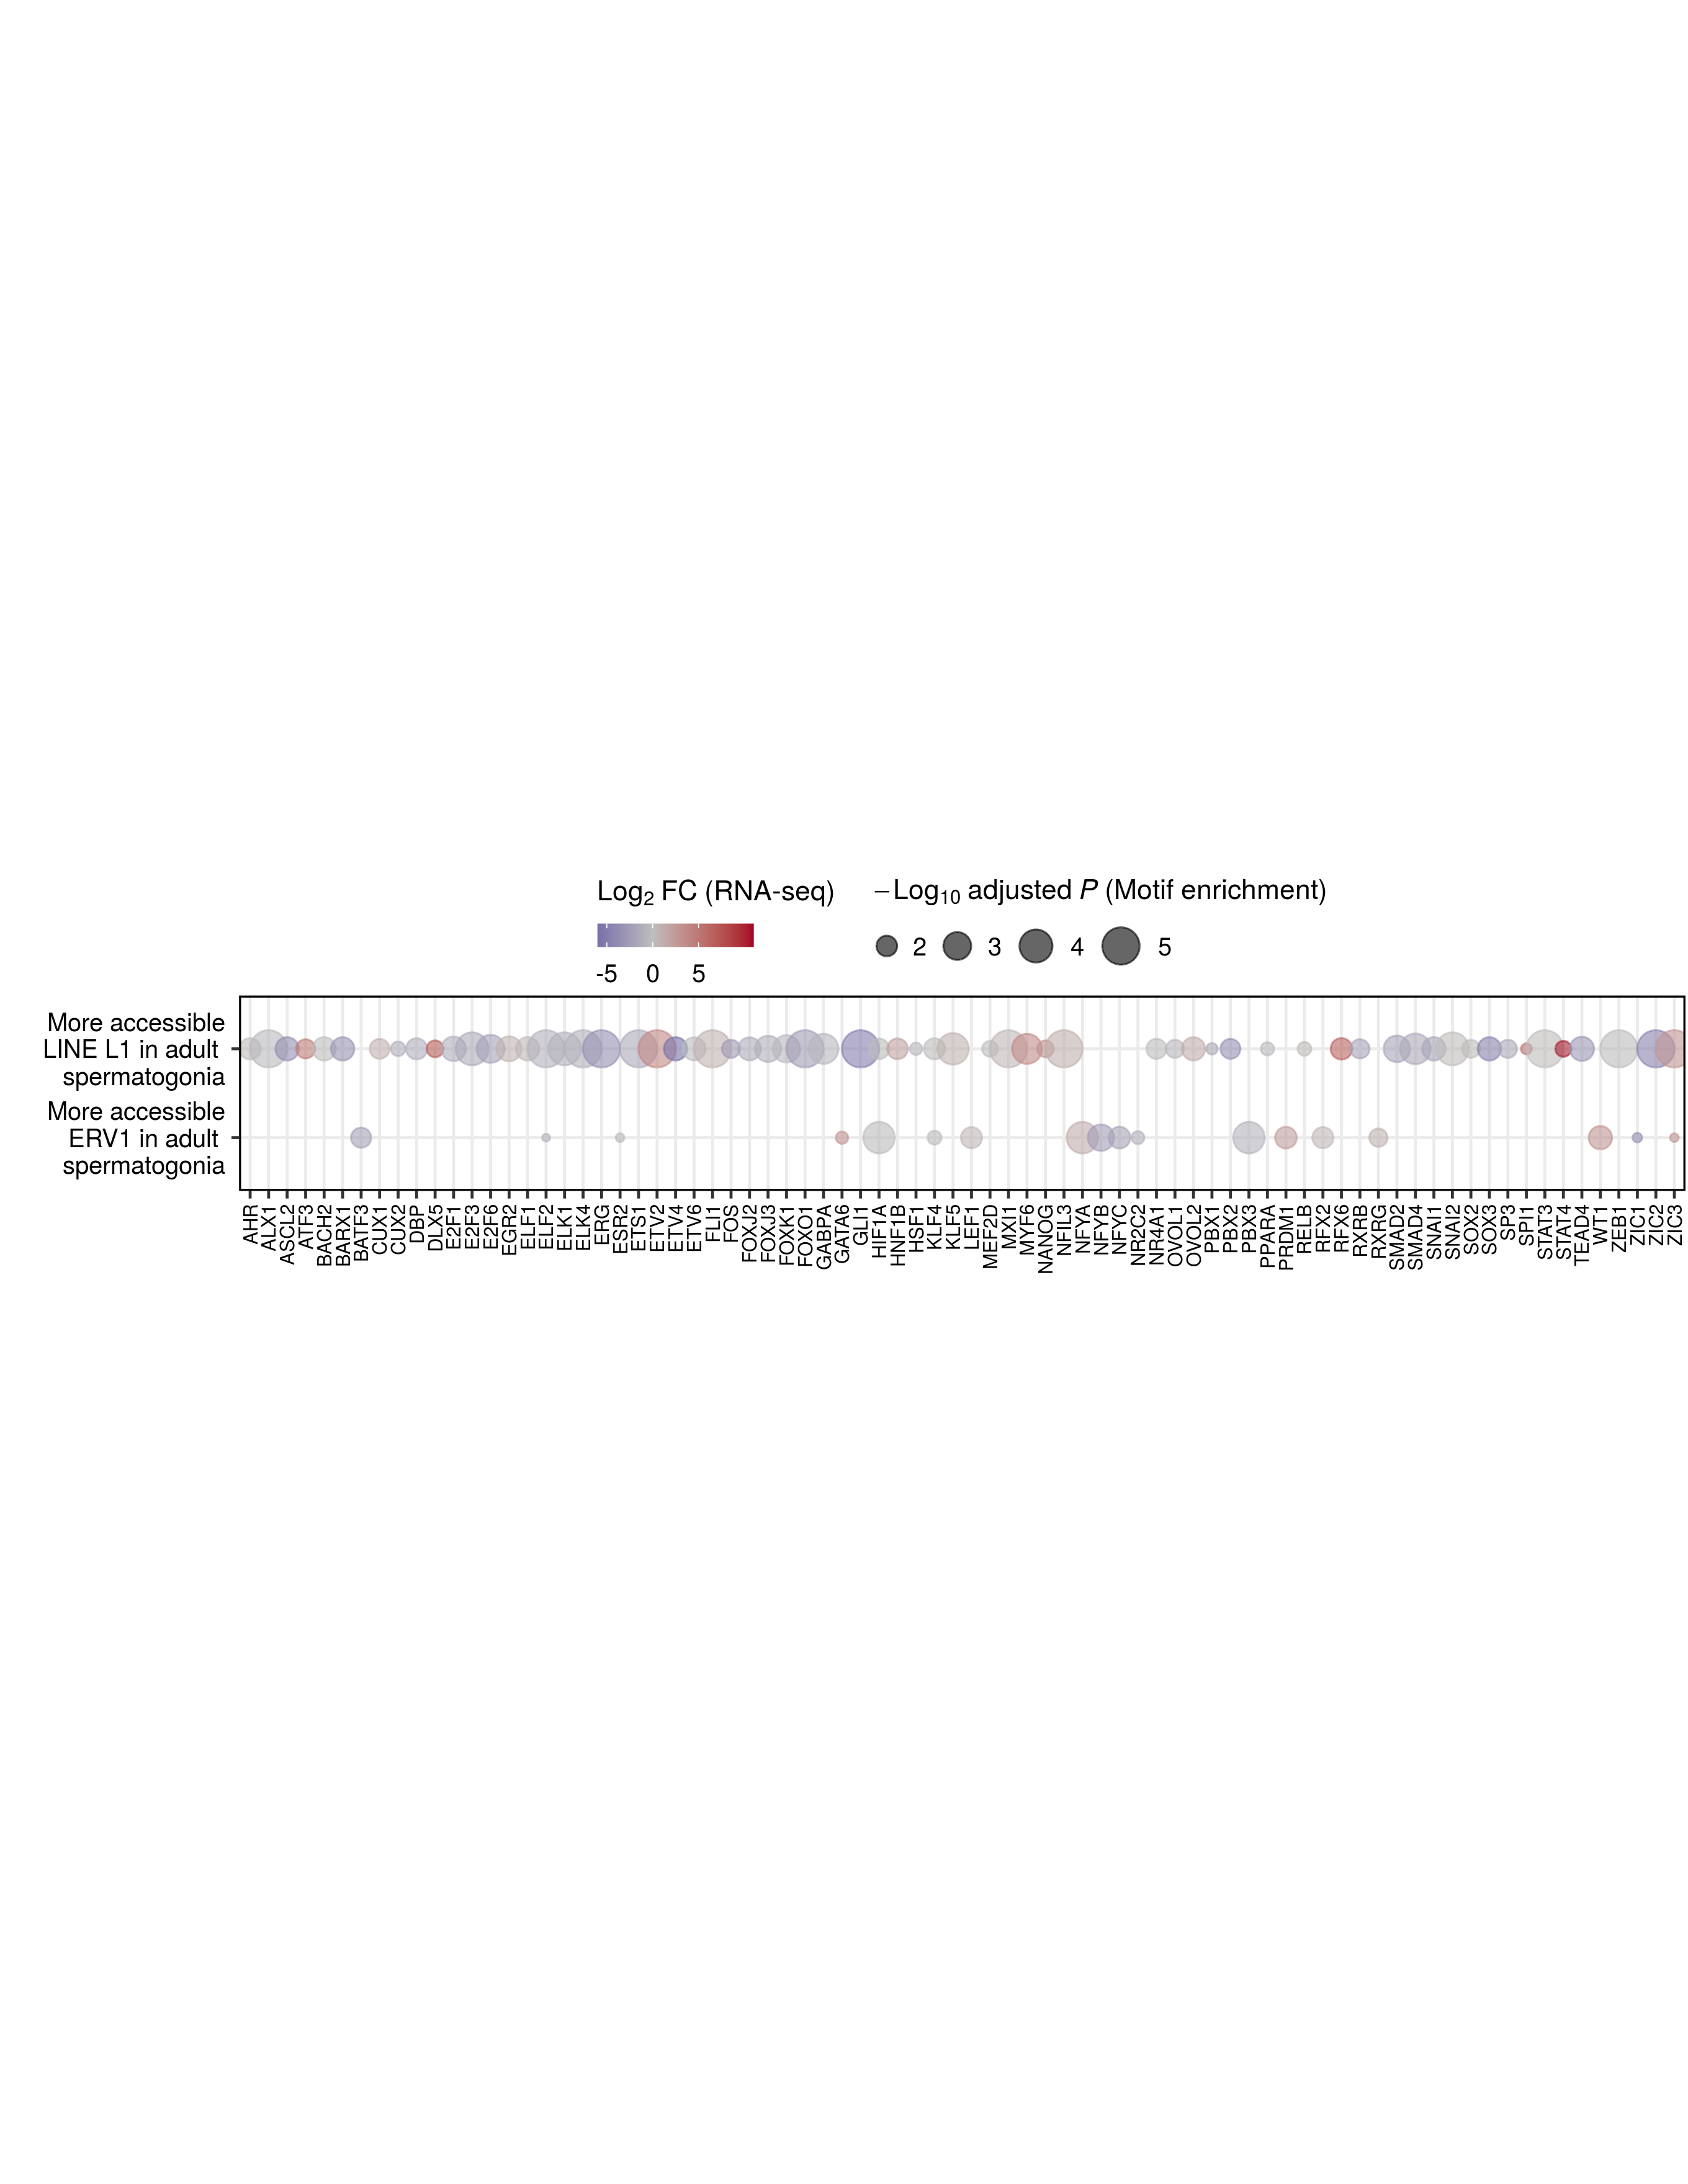 Log2 FC (RNA-seq)
−Log10 adjusted P (Motif enrichment)
-5 0 5
2 3 4 5
More accessible
LINE L1 in adult
spermatogonia
More accessible
ERV1 in adult
spermatogonia
AHR
ALX1
ASCL2
ATF3
BACH2
BARX1
BATF3
CUX1
CUX2
DBP
DLX5
E2F1
E2F3
E2F6
EGR2
ELF1
ELF2
ELK1
ELK4
ERG
ESR2
ETS1
ETV2
ETV4
ETV6
FLI1
FOS
FOXJ2
FOXJ3
FOXK1
FOXO1
GABPA
GATA6
GLI1
HIF1A
HNF1B
HSF1
KLF4
KLF5
LEF1
MEF2D
MXI1
MYF6
NANOG
NFIL3
NFYA
NFYB
NFYC
NR2C2
NR4A1
OVOL1
OVOL2
PBX1
PBX2
PBX3
PPARA
PRDM1
RELB
RFX2
RFX6
RXRB
RXRG
SMAD2
SMAD4
SNAI1
SNAI2
SOX2
SOX3
SP3
SPI1
STAT3
STAT4
TEAD4
WT1
ZEB1
ZIC1
ZIC2
ZIC3